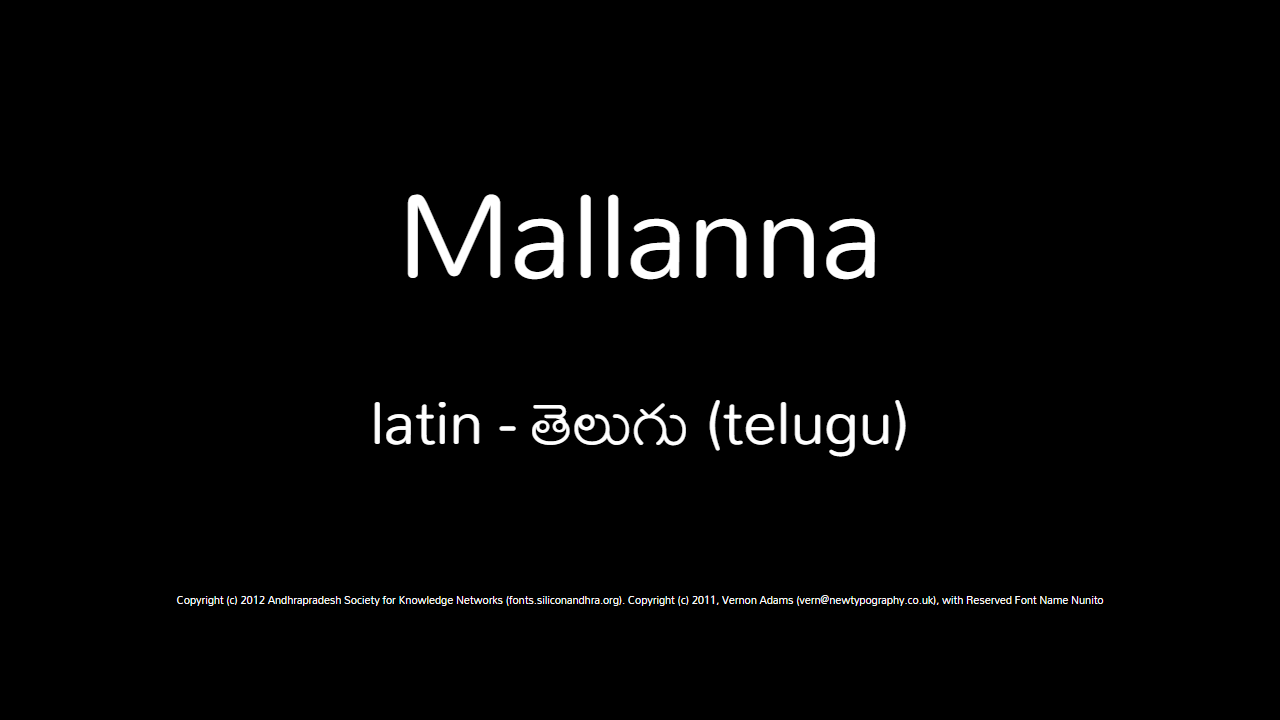 Mallanna
latin - తెలుగు (telugu)
Copyright (c) 2012 Andhrapradesh Society for Knowledge Networks (fonts.siliconandhra.org). Copyright (c) 2011, Vernon Adams (vern@newtypography.co.uk), with Reserved Font Name Nunito